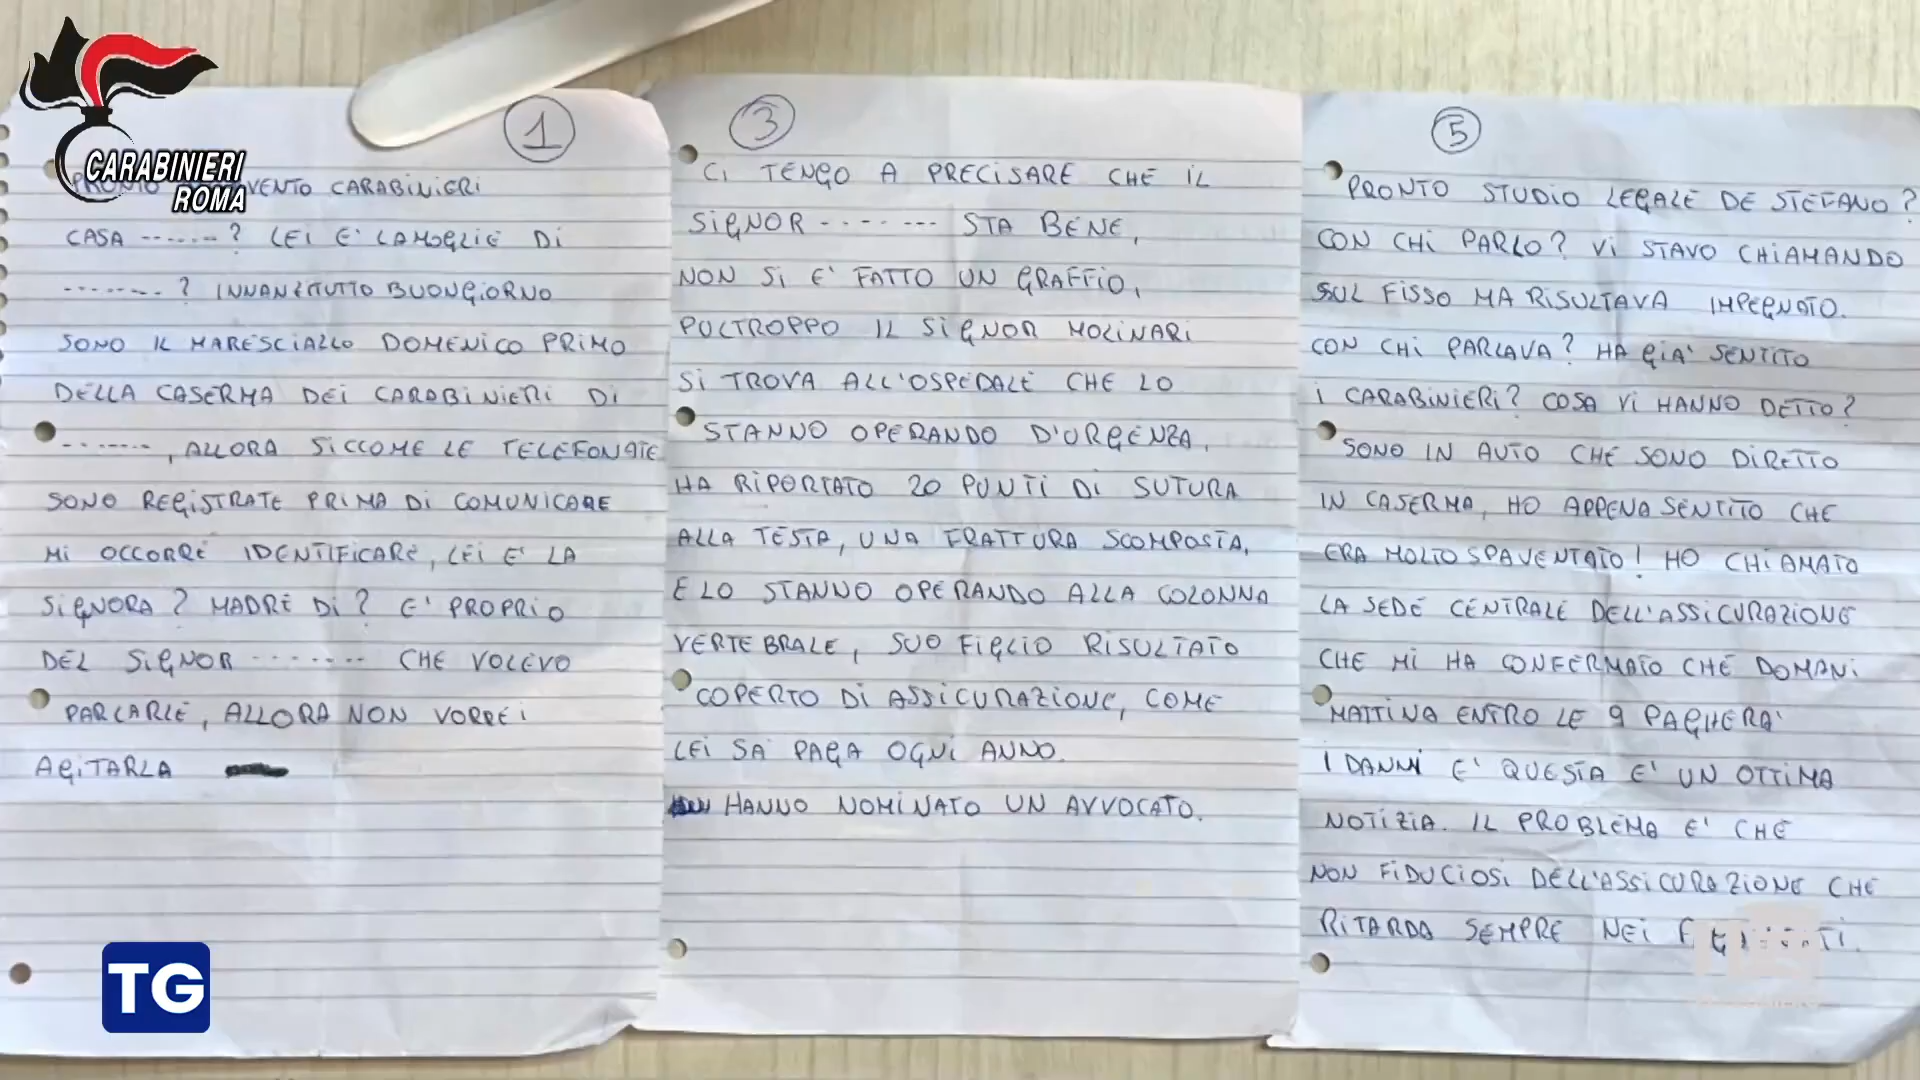 CARABINIERI
ROMA
1
PRONTO CARABINIERI
CASA -------? LEI E' LA MOGLIE DI
--------? INNANZITUTTO BUONGIORNO
SONO IL MARESCIALLO DOMENICO PRIMO
DELLA CASERMA DEI CARABINIERI DI
-------, ALLORA SICCOME LE TELEFONATE
SONO REGISTRATE PRIMA DI COMUNICARE
MI OCCORRE IDENTIFICARE, LEI E' LA
SIGNORA? MADRE DI? E' PROPRIO
DEL SIGNOR -------- CHE VOLEVO
PARLARLE, ALLORA NON VORREI
AGITARLA
3
CI TENGO A PRECISARE CHE IL
SIGNOR -------- STA BENE,
NON SI E' FATTO UN GRAFFIO,
PULTROPPO IL SIGNOR MOLINARI
SI TROVA ALL'OSPEDALE CHE LO
STANNO OPERANDO D'URGENZA,
HA RIPORTATO 20 PUNTI DI SUTURA
ALLA TESTA, UNA FRATTURA SCOMPOSTA,
E LO STANNO OPERANDO ALLA COLONNA
VERTEBRALE, SUO FIGLIO RISULTATO
COPERTO DI ASSICURAZIONE, COME
LEI SA PAGA OGNI ANNO.
HANNO NOMINATO UN AVVOCATO.
5
PRONTO STUDIO LEGALE DE STEFANO?
CON CHI PARLO? VI STAVO CHIAMANDO
SUL FISSO MA RISULTAVA IMPEGNATO.
CON CHI PARLAVA? HA GIA' SENTITO
I CARABINIERI? COSA VI HANNO DETTO?
SONO IN AUTO CHE SONO DIRETTO
IN CASERMA, HO APPENA SENTITO CHE
ERA MOLTO SPAVENTATO! HO CHIAMATO
LA SEDE CENTRALE DELL'ASSICURAZIONE
CHE MI HA CONFERMATO CHE DOMANI
MATTINA ENTRO LE 9 PAGHERA'
I DANNI E' QUESTA E' UN OTTIMA
NOTIZIA. IL PROBLEMA E' CHE
NON FIDUCIOSI DELL'ASSICURAZIONE CHE
RITARDA SEMPRE NEI
TG